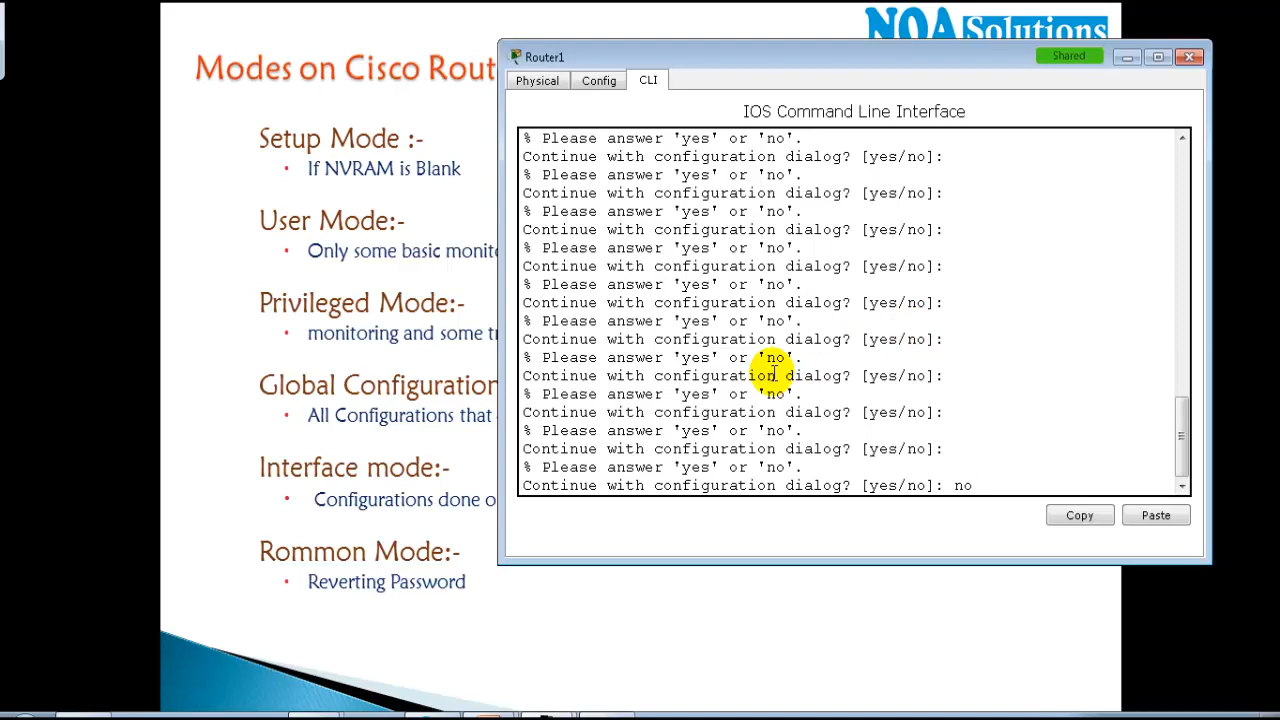 NOA Solutions
Modes on Cisco Rout
Setup Mode :-
• If NVRAM is Blank
User Mode:-
• Only some basic monito
Privileged Mode:-
• monitoring and some tr
Global Configuration
• All Configurations that
Interface mode:-
• Configurations done o
Rommon Mode:-
• Reverting Password
Router1
Shared
Physical
Config
CLI
IOS Command Line Interface
% Please answer 'yes' or 'no'.
Continue with configuration dialog? [yes/no]:
% Please answer 'yes' or 'no'.
Continue with configuration dialog? [yes/no]:
% Please answer 'yes' or 'no'.
Continue with configuration dialog? [yes/no]:
% Please answer 'yes' or 'no'.
Continue with configuration dialog? [yes/no]:
% Please answer 'yes' or 'no'.
Continue with configuration dialog? [yes/no]:
% Please answer 'yes' or 'no'.
Continue with configuration dialog? [yes/no]:
% Please answer 'yes' or 'no'.
Continue with configuration dialog? [yes/no]:
% Please answer 'yes' or 'no'.
Continue with configuration dialog? [yes/no]:
% Please answer 'yes' or 'no'.
Continue with configuration dialog? [yes/no]:
% Please answer 'yes' or 'no'.
Continue with configuration dialog? [yes/no]: no
Copy
Paste